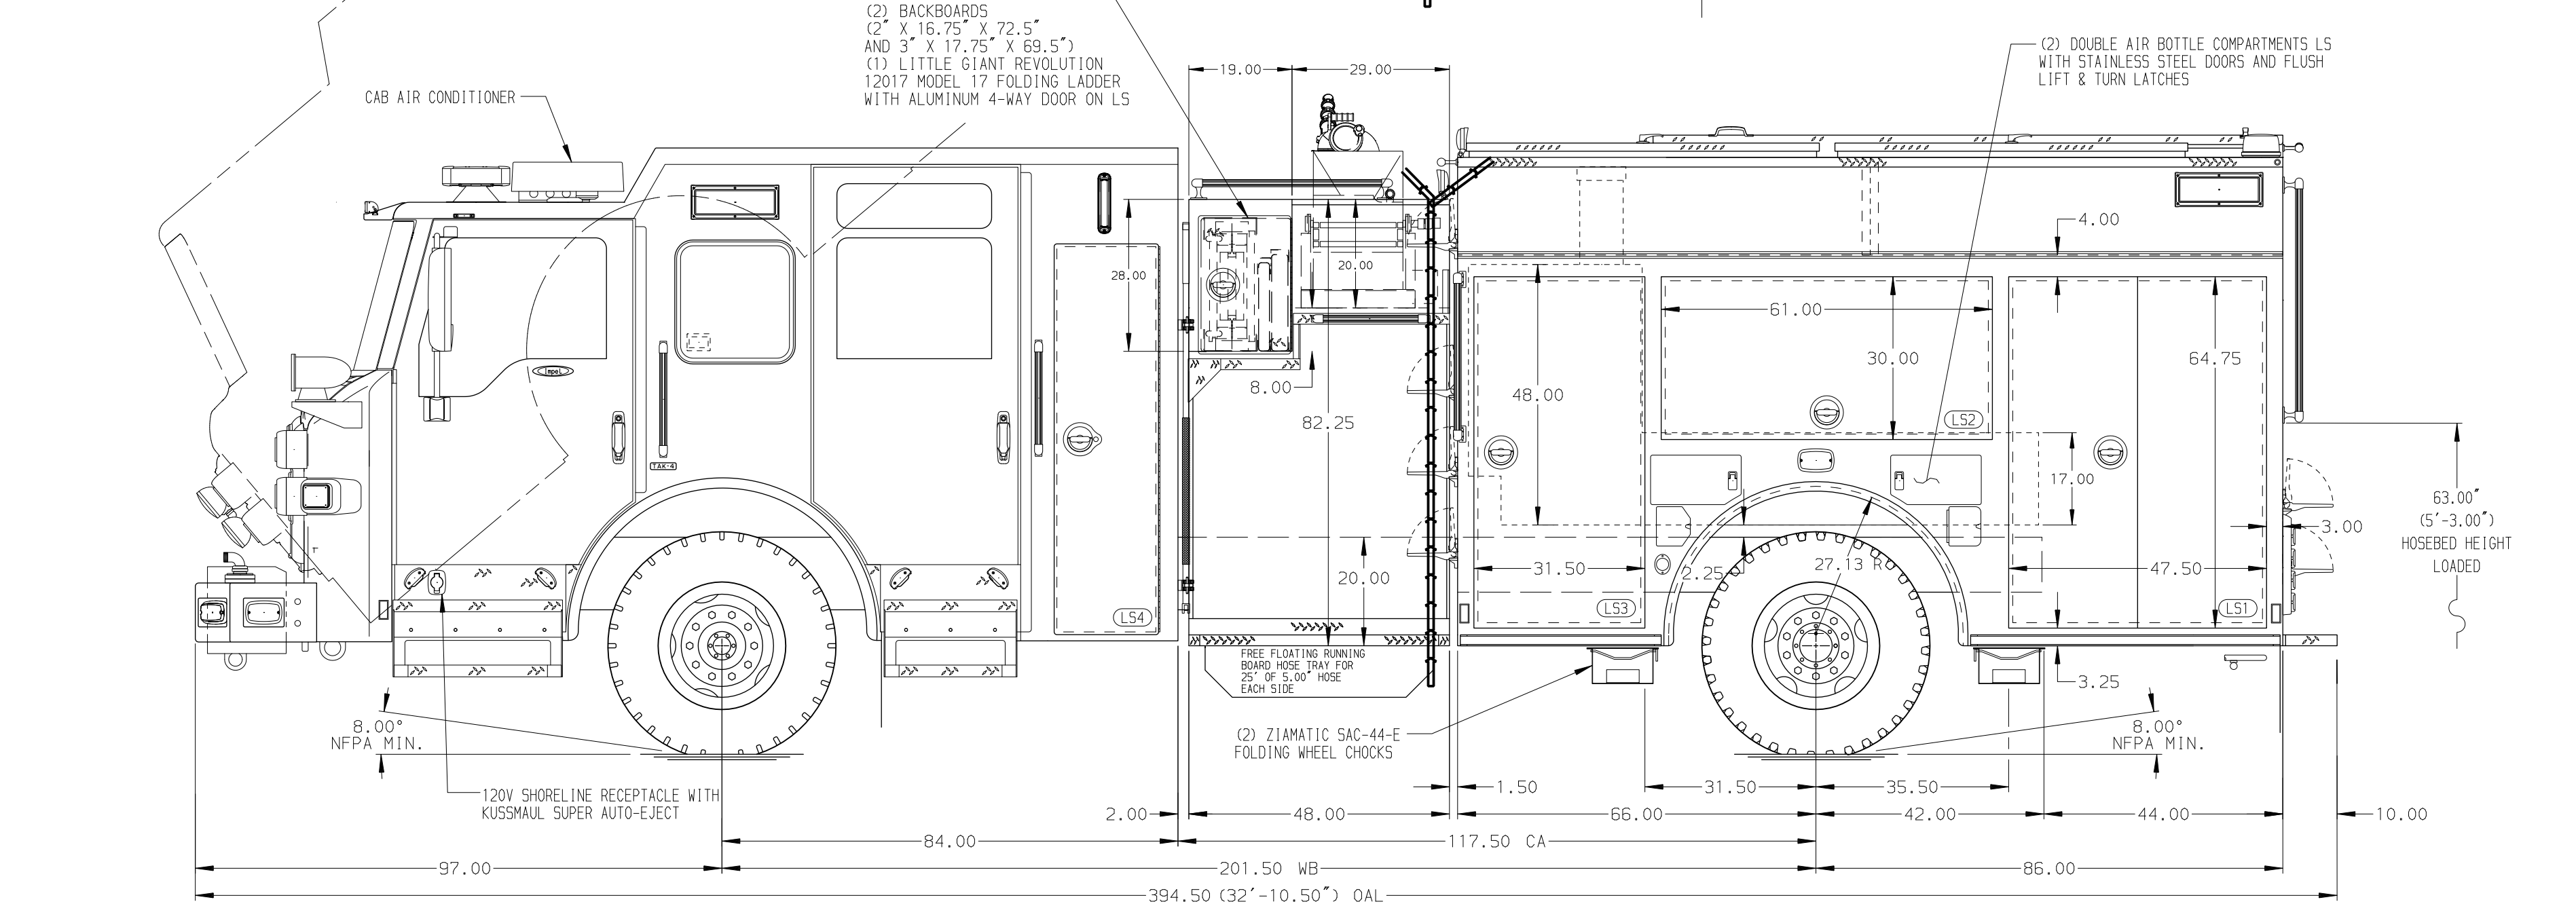 (2) BACKBOARDS
(2" X 16.75" X 72.5"
AND 3" X 17.75" X 69.5")
(1) LITTLE GIANT REVOLUTION
12017 MODEL 17 FOLDING LADDER
WITH ALUMINUM 4-WAY DOOR ON LS
(2) DOUBLE AIR BOTTLE COMPARTMENTS LS
WITH STAINLESS STEEL DOORS AND FLUSH
LIFT & TURN LATCHES
CAB AIR CONDITIONER
19.00
29.00
4.00
28.00
20.00
61.00
30.00
64.75
8.00
48.00
82.25
LS2
TAK-4
17.00
63.00"
(5'-3.00")
HOSEBED HEIGHT
LOADED
3.00
31.50
2.25
27.13 R
47.50
20.00
LS4
LS3
LS1
FREE FLOATING RUNNING
BOARD HOSE TRAY FOR
25' OF 5.00" HOSE
EACH SIDE
3.25
8.00°
NFPA MIN.
(2) ZIAMATIC SAC-44-E
FOLDING WHEEL CHOCKS
8.00°
NFPA MIN.
120V SHORELINE RECEPTACLE WITH
KUSSMAUL SUPER AUTO-EJECT
1.50
31.50
35.50
2.00
48.00
66.00
42.00
44.00
10.00
84.00
117.50 CA
97.00
201.50 WB
86.00
394.50 (32'-10.50") OAL